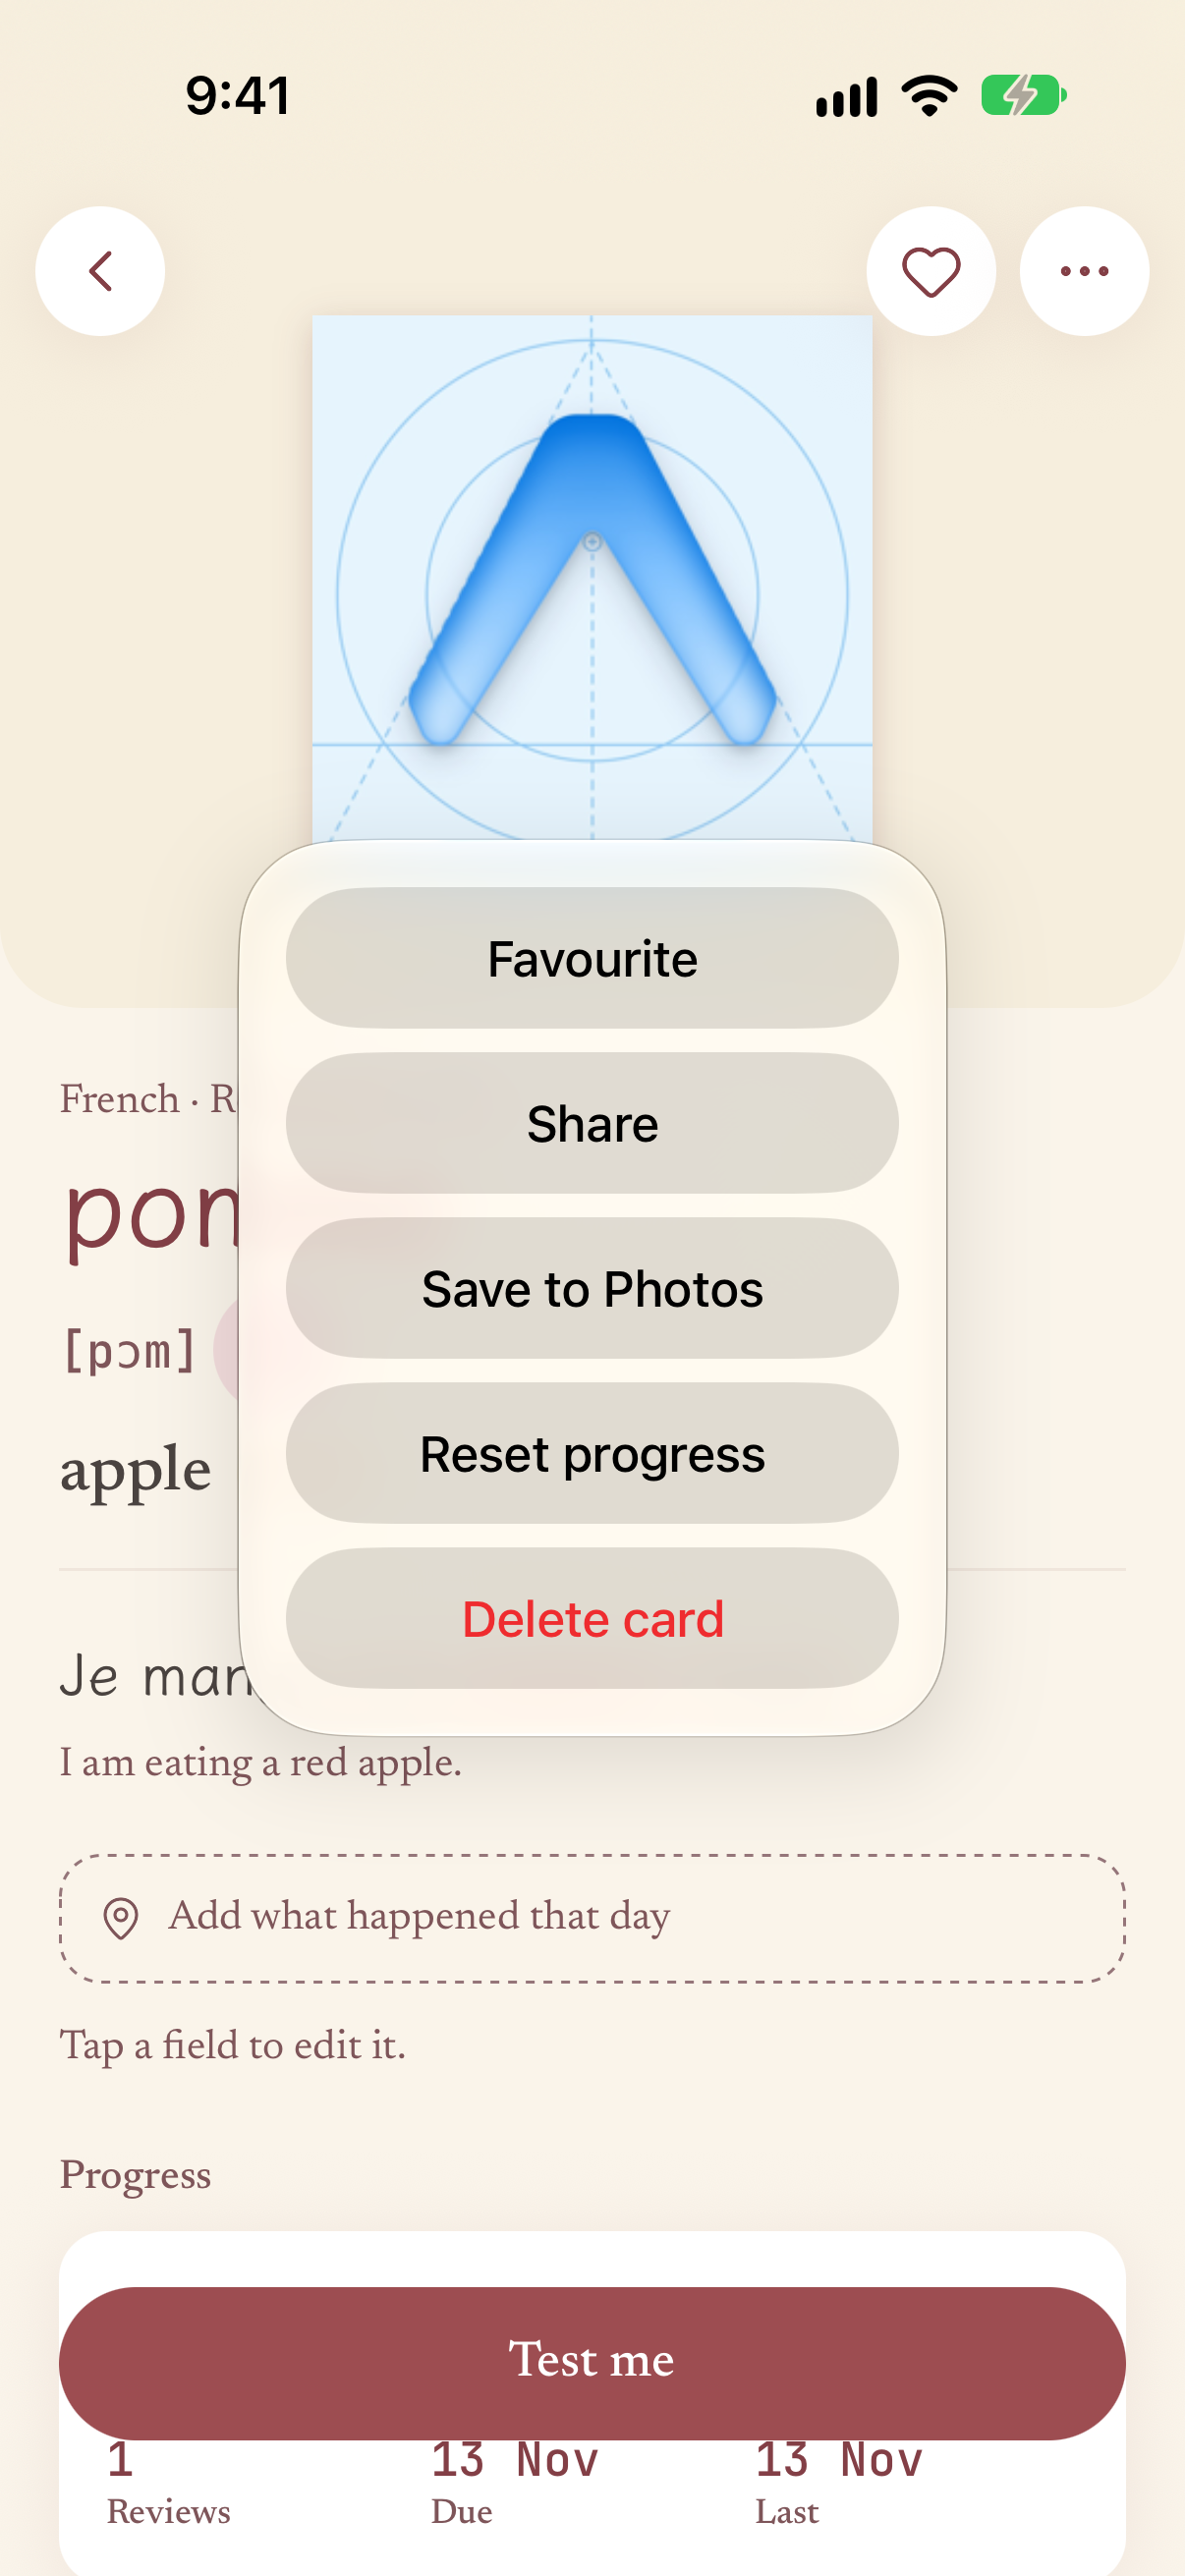 9:41
Favourite
Share
Save to Photos
Reset progress
Delete card
French ·
[pɔm]
apple
Je
I am eating a red apple.
Add what happened that day
Tap a field to edit it.
Progress
Test me
1 13 Nov 13 Nov
Reviews Due Last